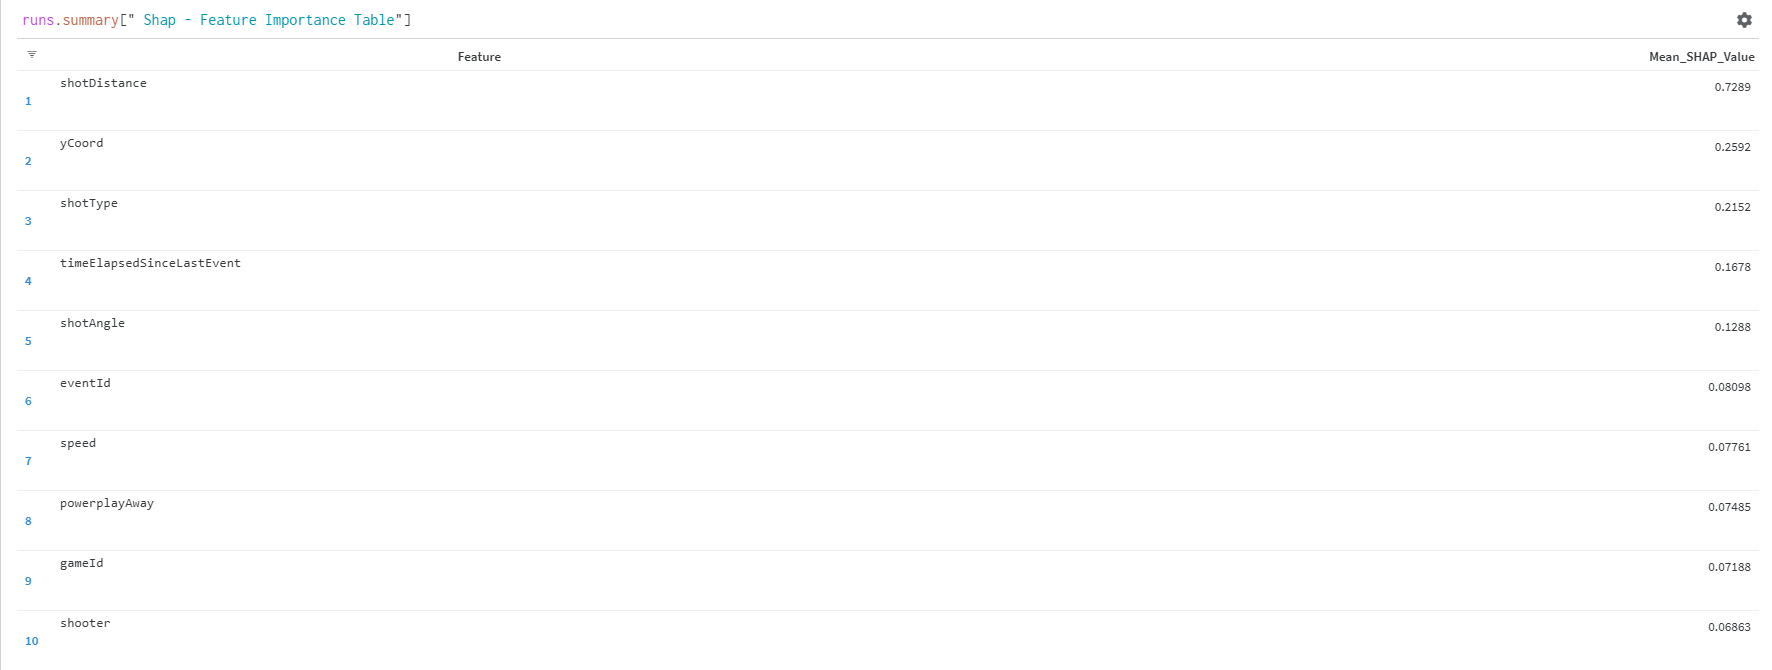 runs.summary[" Shap - Feature Importance Table"]
Feature Mean_SHAP_Value
1 shotDistance 0.7289
2 yCoord 0.2592
3 shotType 0.2152
4 timeElapsedSinceLastEvent 0.1678
5 shotAngle 0.1288
6 eventId 0.08098
7 speed 0.07761
8 powerplayAway 0.07485
9 gameId 0.07188
10 shooter 0.06863